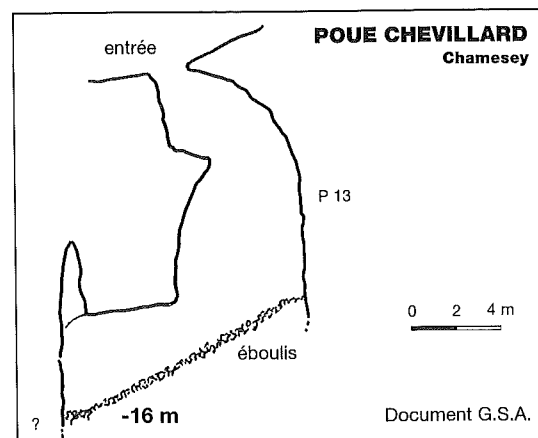 POUE CHEVILLARD
Chamesey
entrée
P 13
0 2 4 m
éboulis
?
-16 m
Document G.S.A.